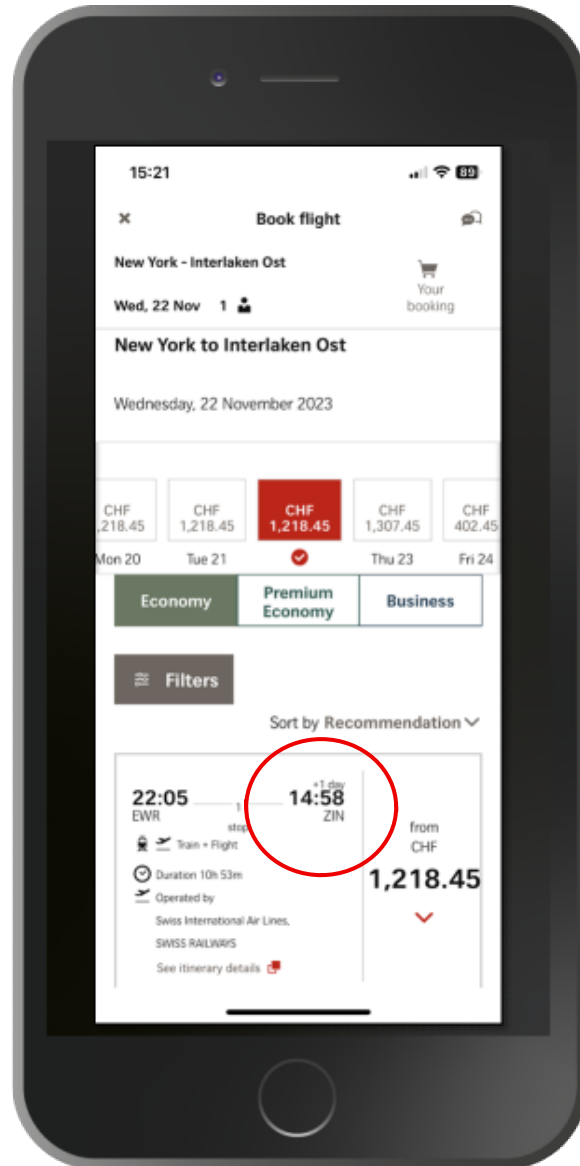 15:21
89
Book flight
New York - Interlaken Ost
Wed, 22 Nov 1
Your
booking
New York to Interlaken Ost
Wednesday, 22 November 2023
CHF
,218.45
CHF
1,218.45
CHF
1,218.45
CHF
1,307.45
CHF
402.45
Mon 20
Tue 21
Thu 23
Fri 24
Economy
Premium
Economy
Business
Filters
Sort by Recommendation
+1 day
22:05
1
14:58
EWR
stop
ZIN
Train + Flight
Duration 10h 53m
Operated by
Swiss International Air Lines,
SWISS RAILWAYS
See itinerary details
from
CHF
1,218.45